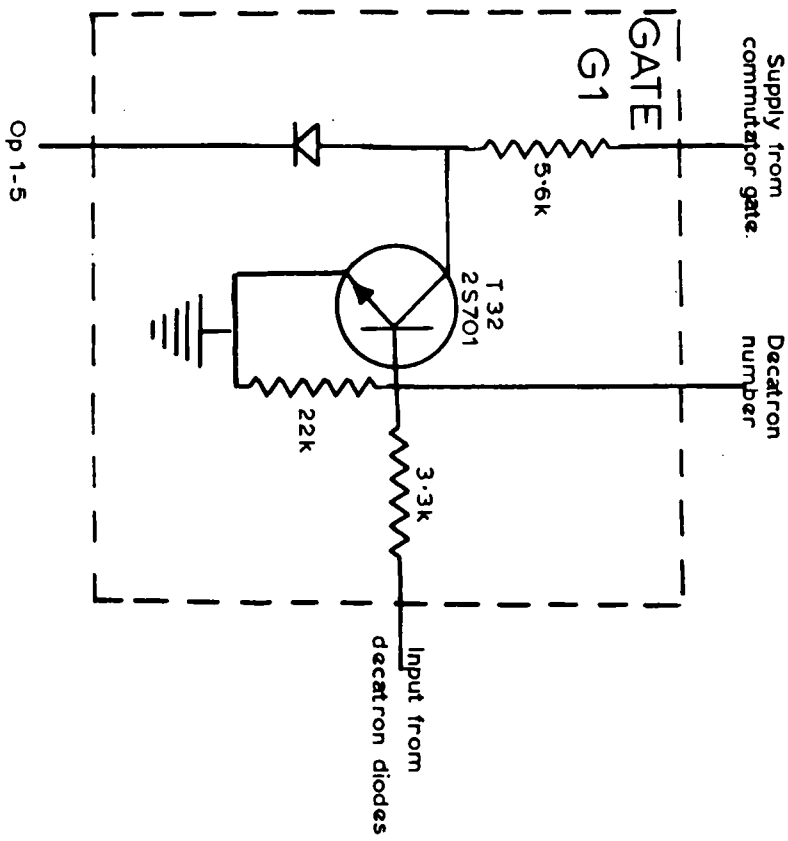 GATE
G1
Supply from
commutator gate.
Decatron
number
5·6k
T 32
2S701
22k
3·3k
Input from
decatron diodes
Op 1-5